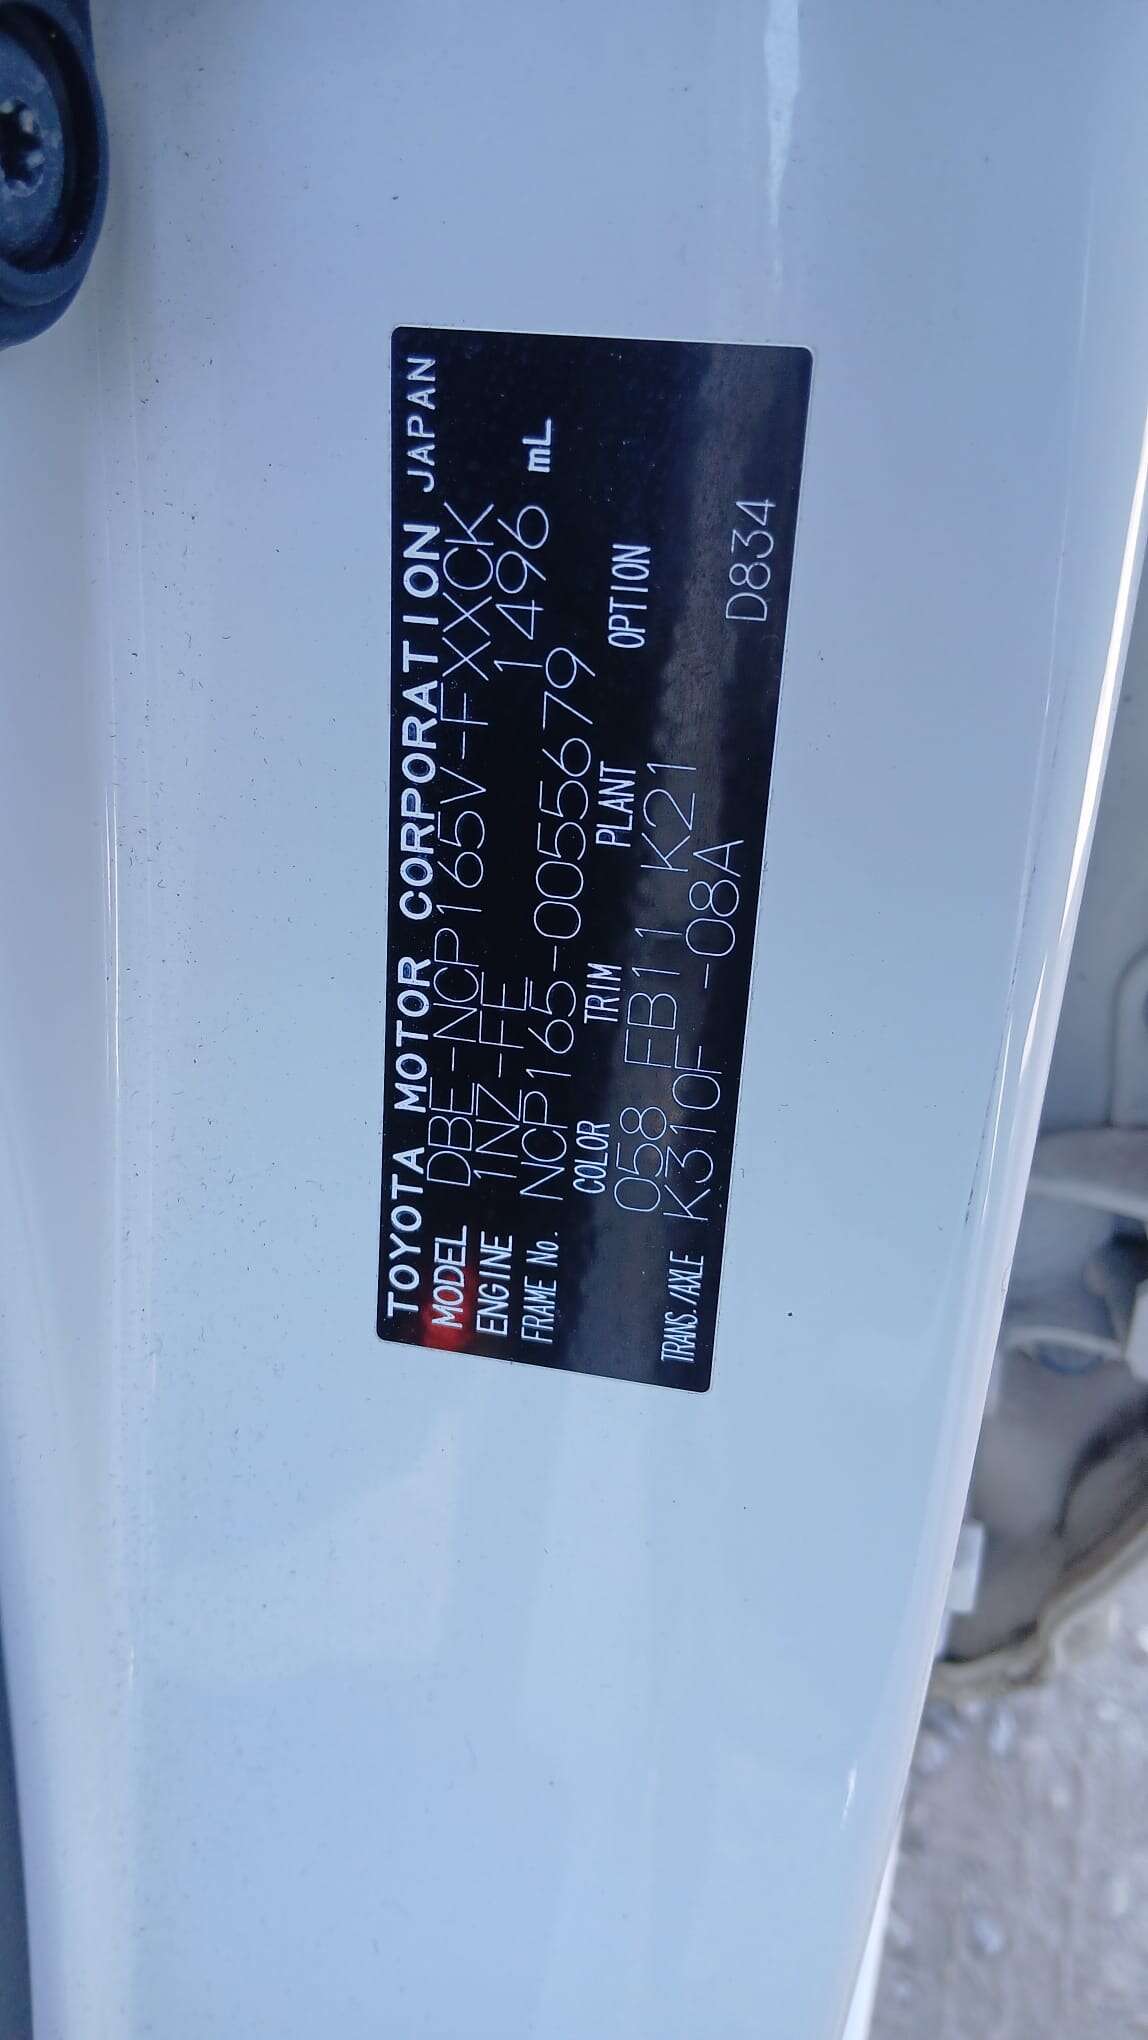 TOYOTA MOTOR CORPORATION JAPAN
MODEL DBE-NCP165V-EXXCK
ENGINE 1NZ-FE 1496 mL
FRAME No. NCP165-0055679
COLOR TRIM PLANT OPTION
058 FB11 K21
TRANS./AXLE K310F -08A D834